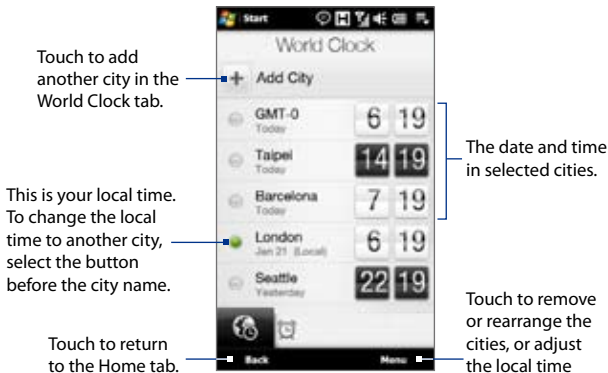 Start
World Clock
Add City
GMT-0
Today
6 19
Taipei
Today
14 19
Barcelona
Today
7 19
London
Jan 21 (Local)
6 19
Seattle
Yesterday
22 19
Back
Menu
Touch to add
another city in the
World Clock tab.
This is your local time.
To change the local
time to another city,
select the button
before the city name.
Touch to return
to the Home tab.
The date and time
in selected cities.
Touch to remove
or rearrange the
cities, or adjust
the local time